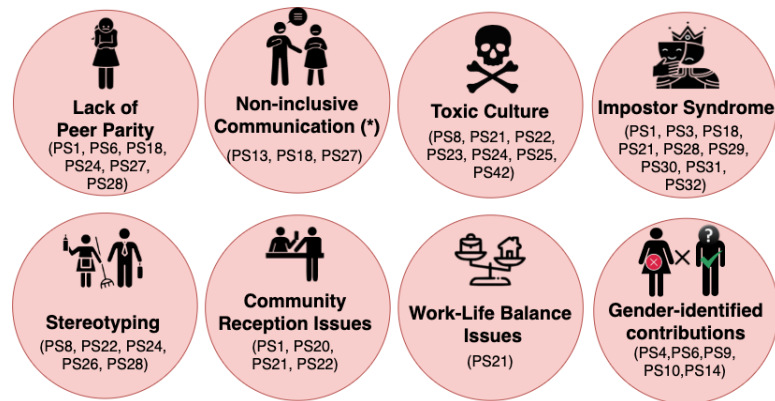 Lack of
Peer Parity
(PS1, PS6, PS18,
PS24, PS27,
PS28)
Non-inclusive
Communication (*)
(PS13, PS18, PS27)
Toxic Culture
(PS8, PS21, PS22,
PS23, PS24, PS25,
PS42)
Impostor Syndrome
(PS1, PS3, PS18,
PS21, PS28, PS29,
PS30, PS31,
PS32)
Stereotyping
(PS8, PS22, PS24,
PS26, PS28)
Community
Reception Issues
(PS1, PS20,
PS21, PS22)
Work-Life Balance
Issues
(PS21)
?
Gender-identified
contributions
(PS4,PS6,PS9,
PS10,PS14)